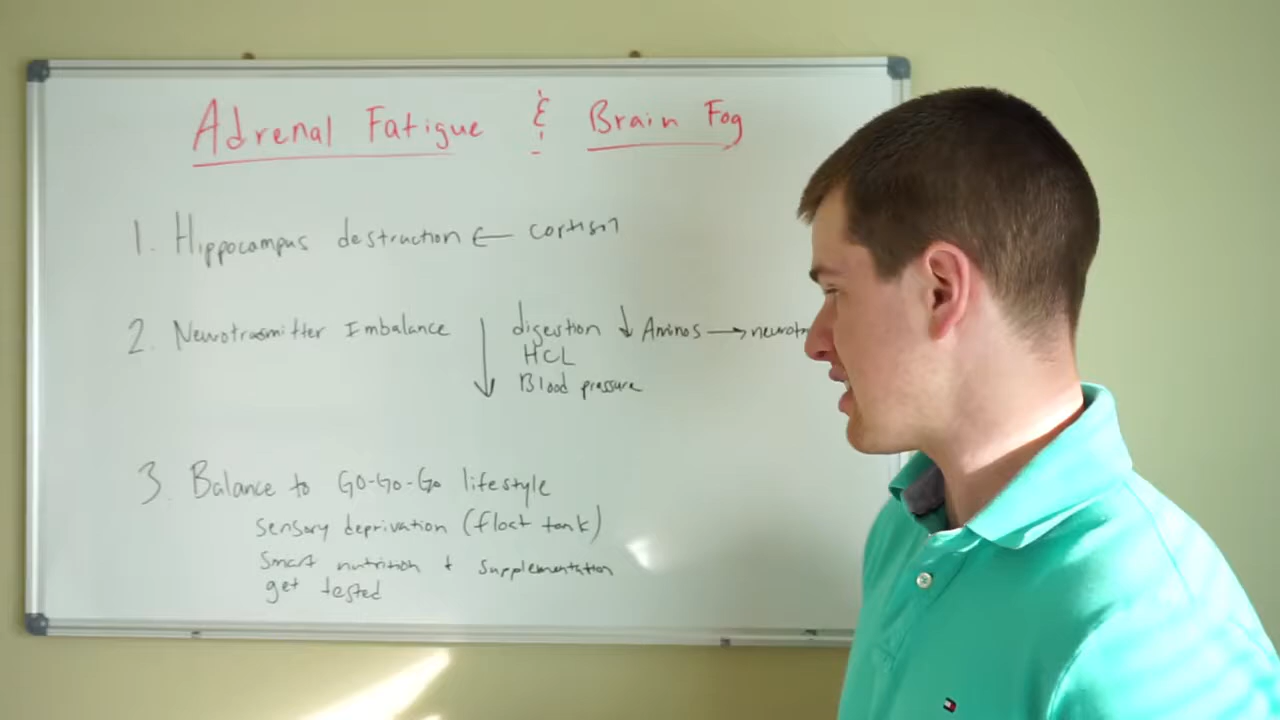 Adrenal Fatigue & Brain Fog
1. Hippocampus destruction ← cortisol
2. Neurotrasmitter Imbalance ↓ digestion ↓ Aminos → neurotr
HCL
Blood pressure
3. Balance to Go-Go-Go lifestyle
sensory deprivation (float tank)
smart nutrition + supplementation
get tested